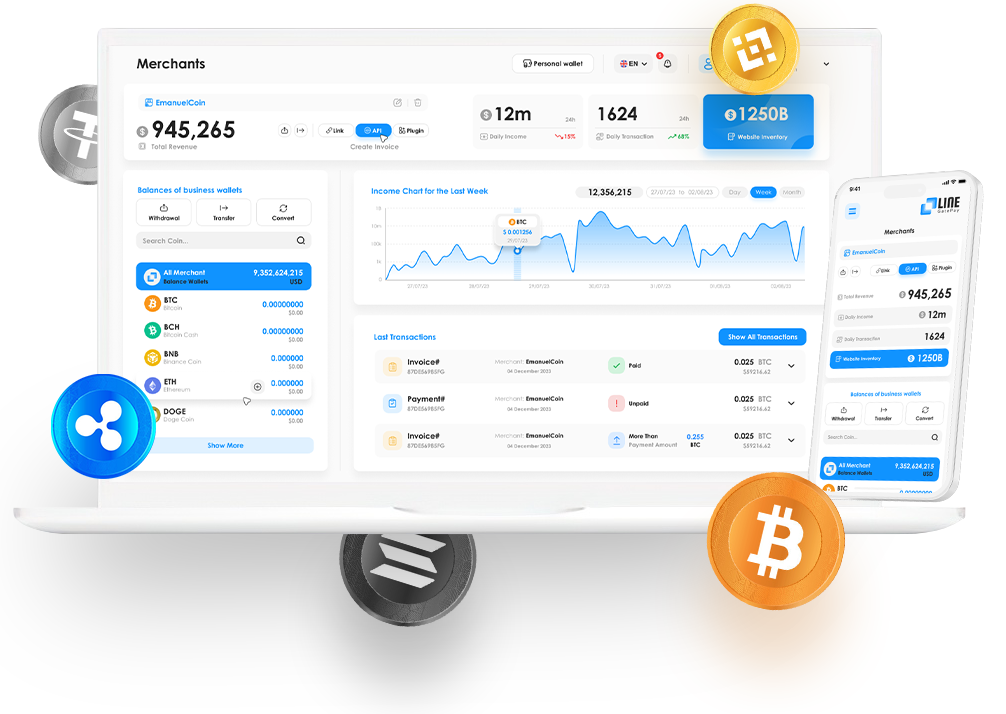 Merchants
Personal wallet
EN
EmanuelCoin
945,265
Total Revenue
Link
API
Plugin
Create Invoice
12m
24h
Daily Income
15%
1624
24h
Daily Transaction
68%
1250B
Website Inventory
Balances of business wallets
Withdrawal
Transfer
Convert
Search Coin...
All Merchant
Balance Wallets
9,352,624,215
USD
BTC
Bitcoin
0.00000000
$0.00
BCH
Bitcoin Cash
0.000000
$0.00
BNB
Binance Coin
0.000000
$0.00
ETH
Ethereum
0.000000
$0.00
DOGE
Doge Coin
0.000000
$0.00
Show More
Income Chart for the Last Week
12,356,215
27/07/23 to 02/08/23
Day
Week
Month
10m
100k
1k
0
BTC
$ 0.001256
29/07/23
27/07/23
28/07/23
29/07/23
30/07/23
31/07/23
02/08/23
Last Transactions
Show All Transactions
Invoice#
87DE5698SFG
Merchant: EmanuelCoin
04 December 2023
Paid
0.025 BTC
$59216.62
Payment#
87DE5698SFG
Merchant: EmanuelCoin
04 December 2023
Unpaid
0.025 BTC
$59216.62
Invoice#
87DE5698SFG
Merchant: EmanuelCoin
04 December 2023
More Than
Payment Amount
0.255
BTC
0.025 BTC
$59216.62
9:41
LINE
GatePay
Merchants
EmanuelCoin
Link
API
Plugin
Total Revenue
945,265
Daily Income
12m
Daily Transaction
1624
Website Inventory
1250B
Balances of business wallets
Withdrawal
Transfer
Convert
Search Coin...
All Merchant
Balance Wallets
9,352,624,215
USD
BTC
0.00000000